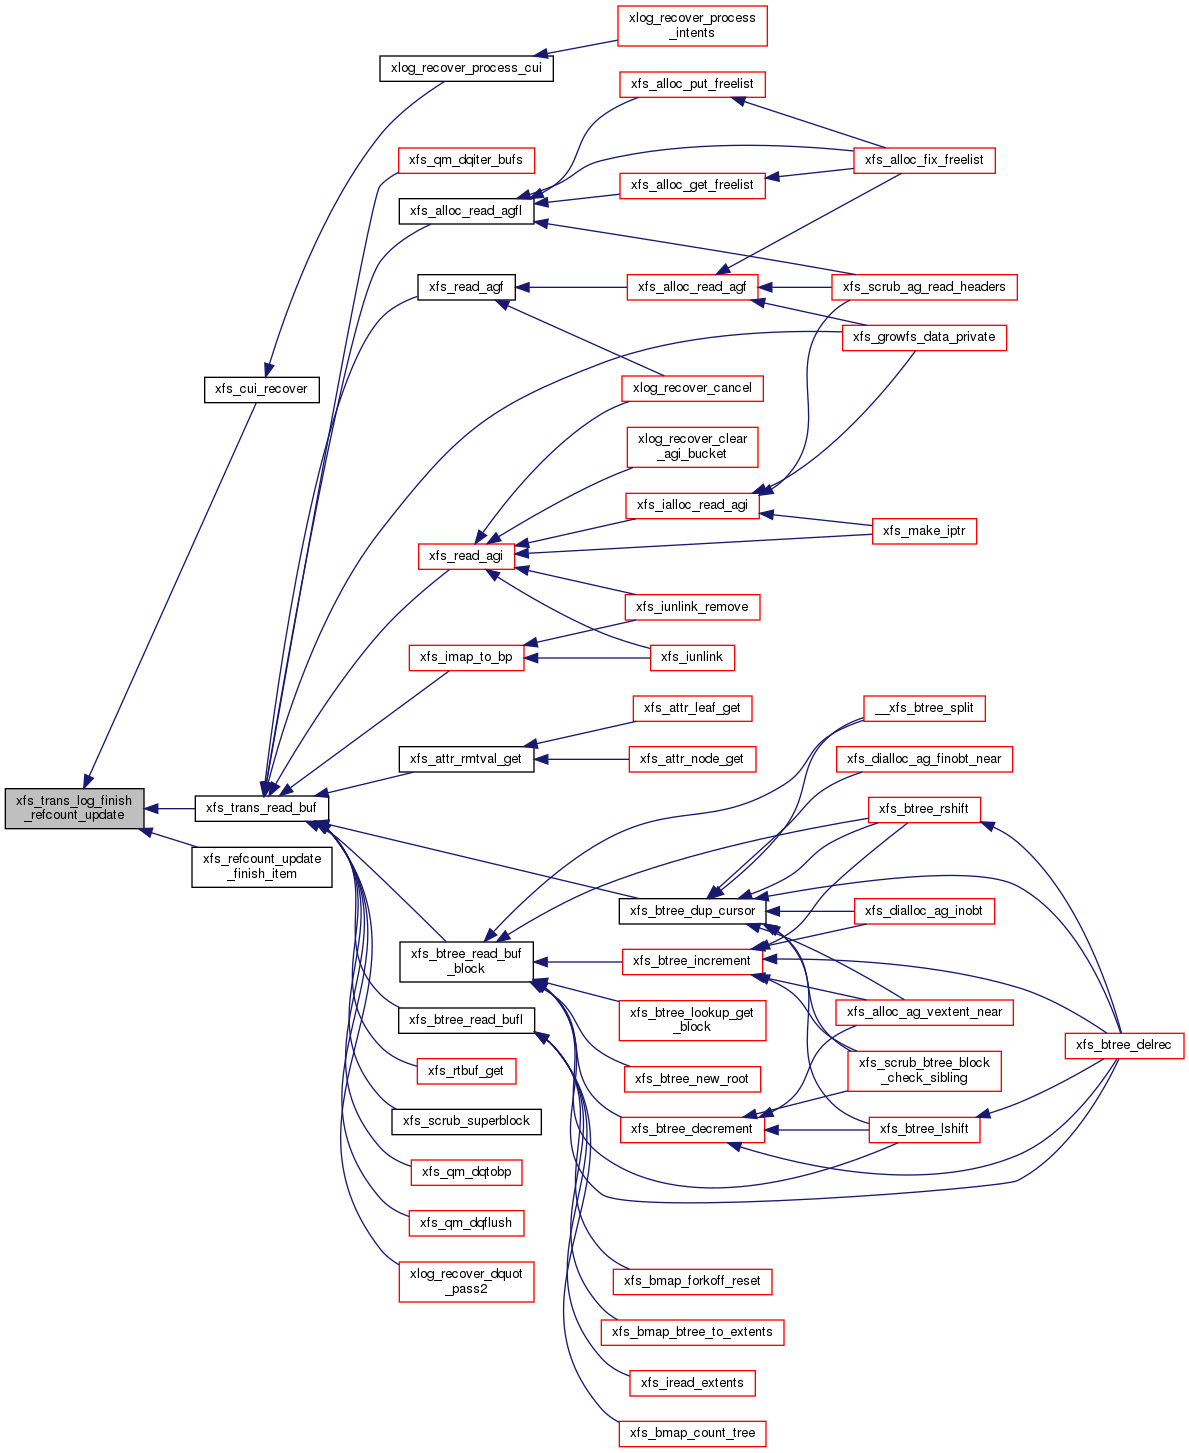 xlog_recover_process
_intents
xlog_recover_process_cui
xfs_alloc_put_freelist
xfs_qm_dqiter_bufs
xfs_alloc_fix_freelist
xfs_alloc_get_freelist
xfs_alloc_read_agfl
xfs_read_agf
xfs_alloc_read_agf
xfs_scrub_ag_read_headers
xfs_growfs_data_private
xfs_cui_recover
xlog_recover_cancel
xlog_recover_clear
_agi_bucket
xfs_ialloc_read_agi
xfs_make_iptr
xfs_read_agi
xfs_iunlink_remove
xfs_imap_to_bp
xfs_iunlink
xfs_attr_leaf_get
__xfs_btree_split
xfs_attr_rmtval_get
xfs_attr_node_get
xfs_dialloc_ag_finobt_near
xfs_trans_log_finish
_refcount_update
xfs_trans_read_buf
xfs_btree_rshift
xfs_refcount_update
_finish_item
xfs_btree_dup_cursor
xfs_dialloc_ag_inobt
xfs_btree_read_buf
_block
xfs_btree_increment
xfs_btree_read_bufl
xfs_btree_lookup_get
_block
xfs_alloc_ag_vextent_near
xfs_btree_delrec
xfs_rtbuf_get
xfs_btree_new_root
xfs_scrub_btree_block
_check_sibling
xfs_scrub_superblock
xfs_btree_decrement
xfs_btree_lshift
xfs_qm_dqtobp
xfs_qm_dqflush
xlog_recover_dquot
_pass2
xfs_bmap_forkoff_reset
xfs_bmap_btree_to_extents
xfs_iread_extents
xfs_bmap_count_tree